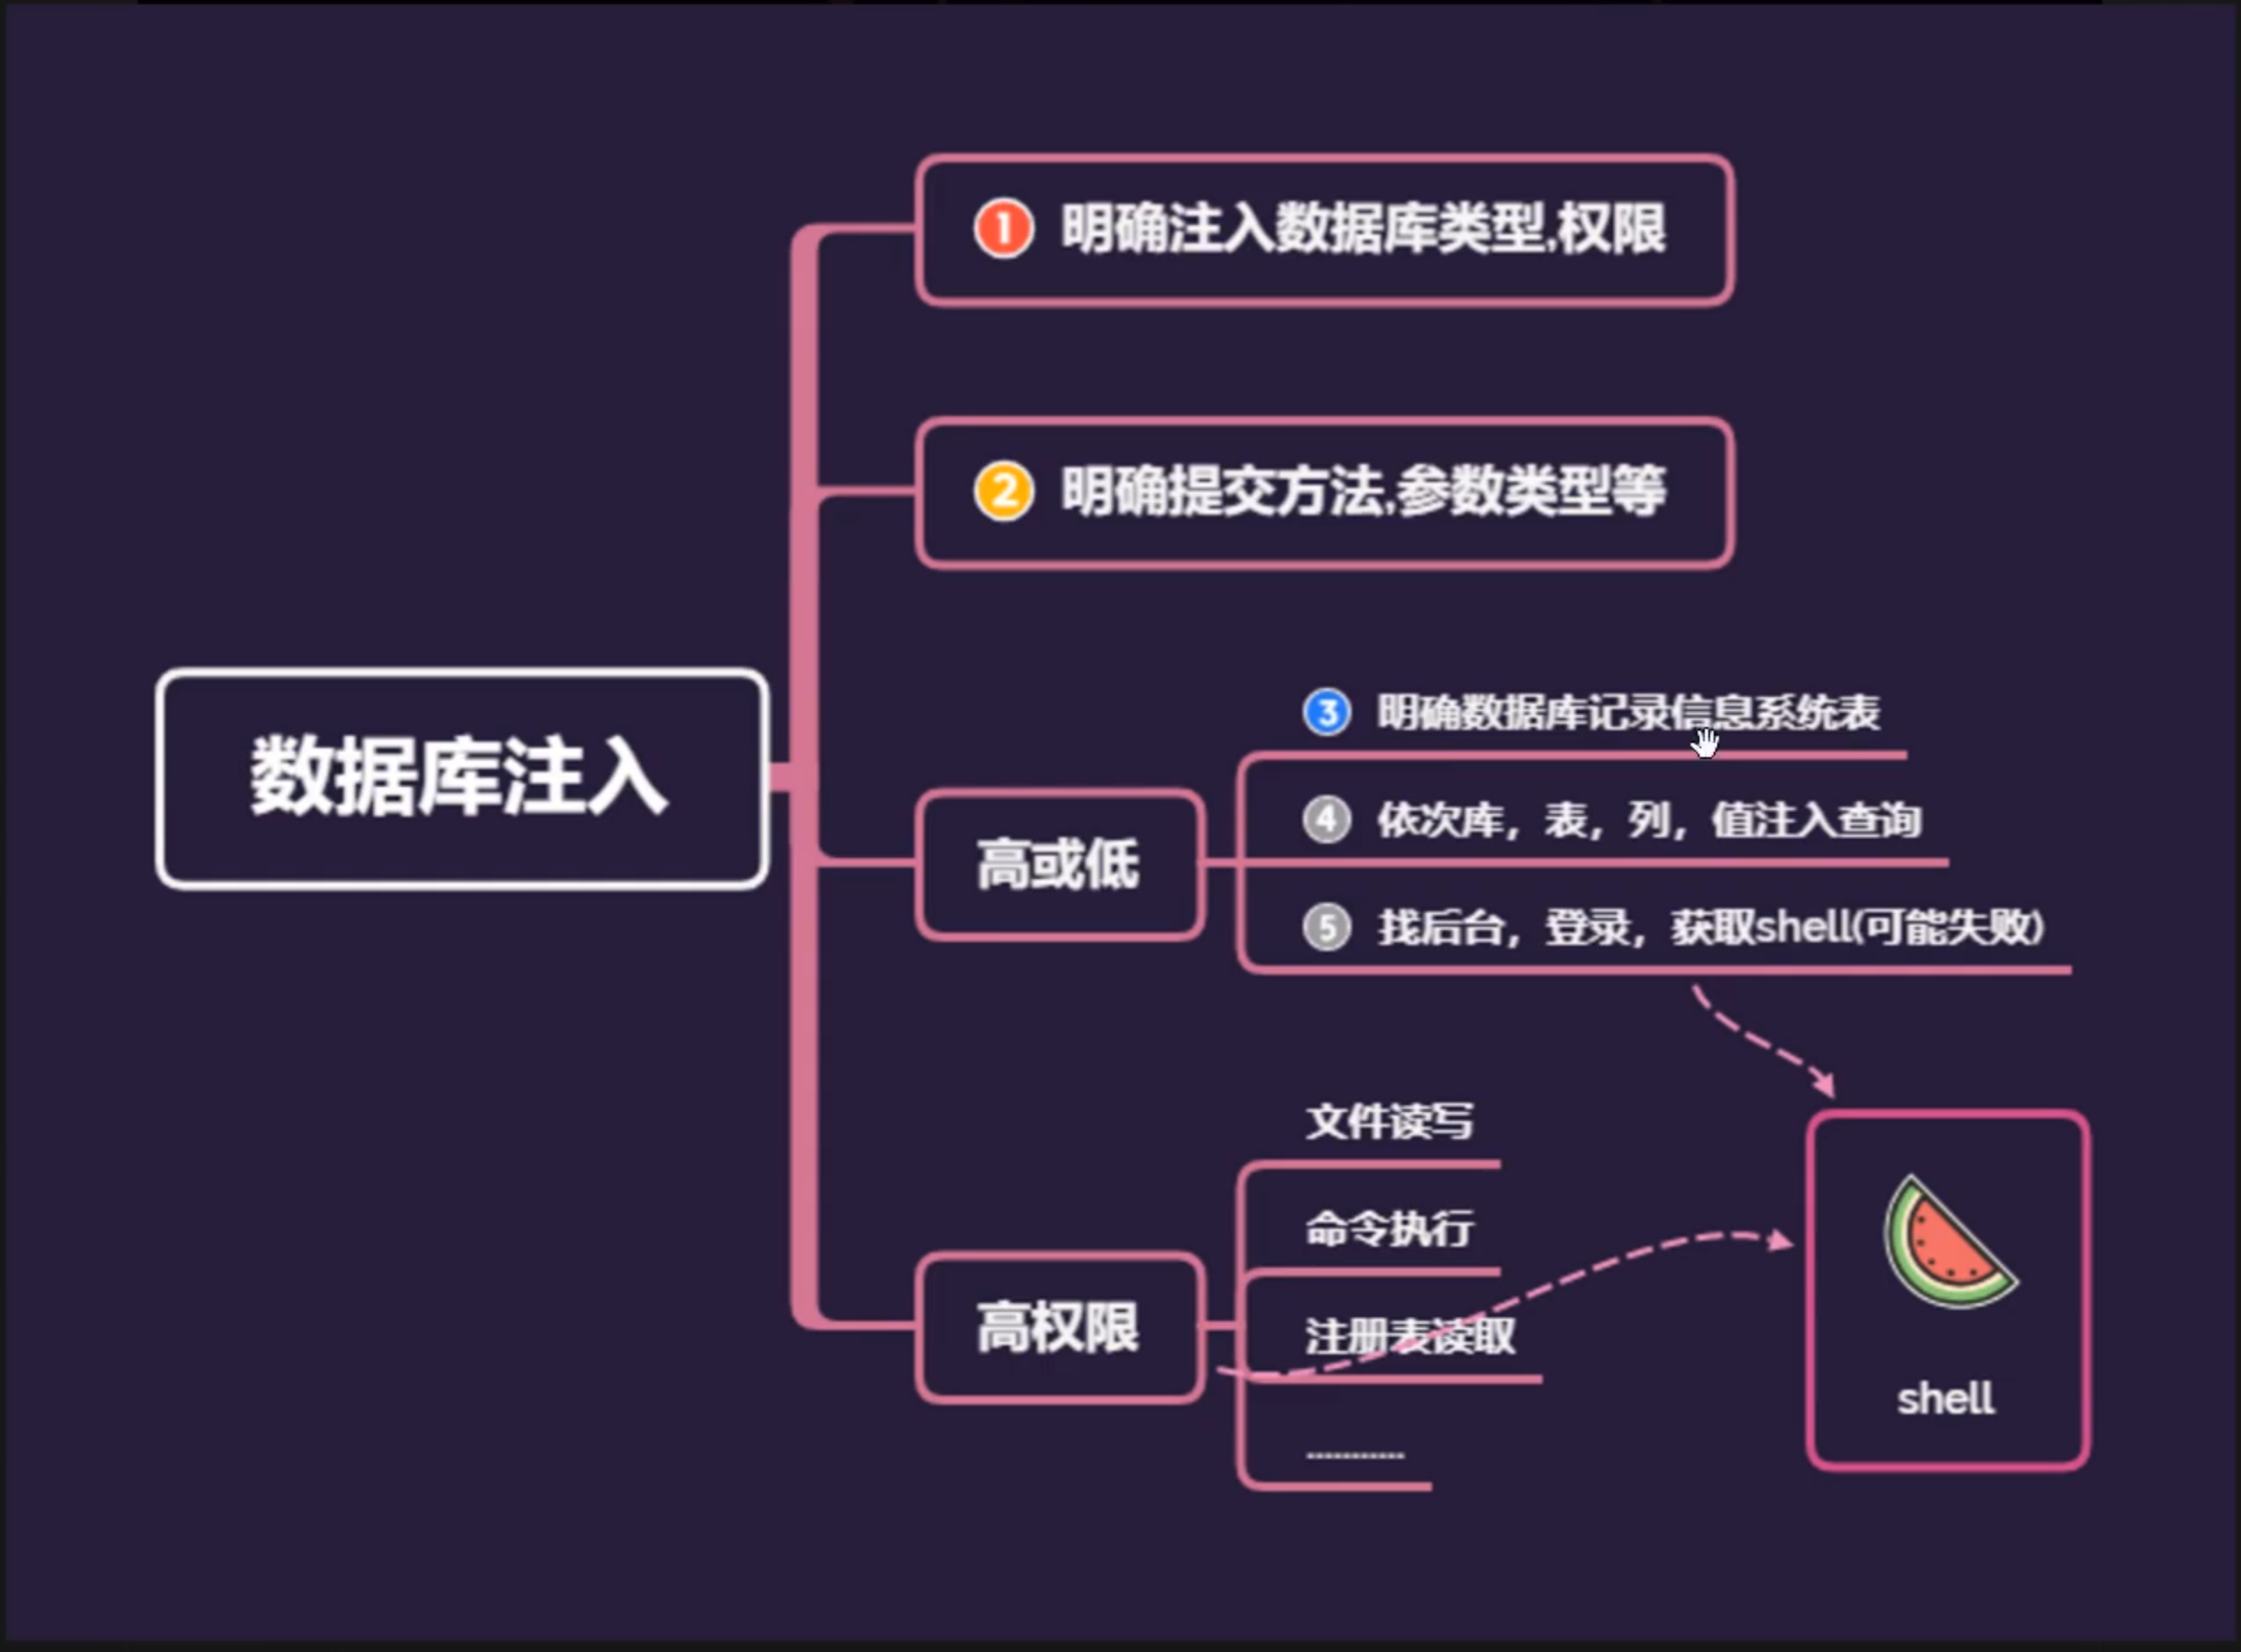 ① 明确注入数据库类型,权限
② 明确提交方法,参数类型等
数据库注入
高或低
③ 明确数据库记录信息系统表
④ 依次库，表，列，值注入查询
⑤ 找后台，登录，获取shell(可能失败)
高权限
文件读写
命令执行
注册表读取
...........
shell